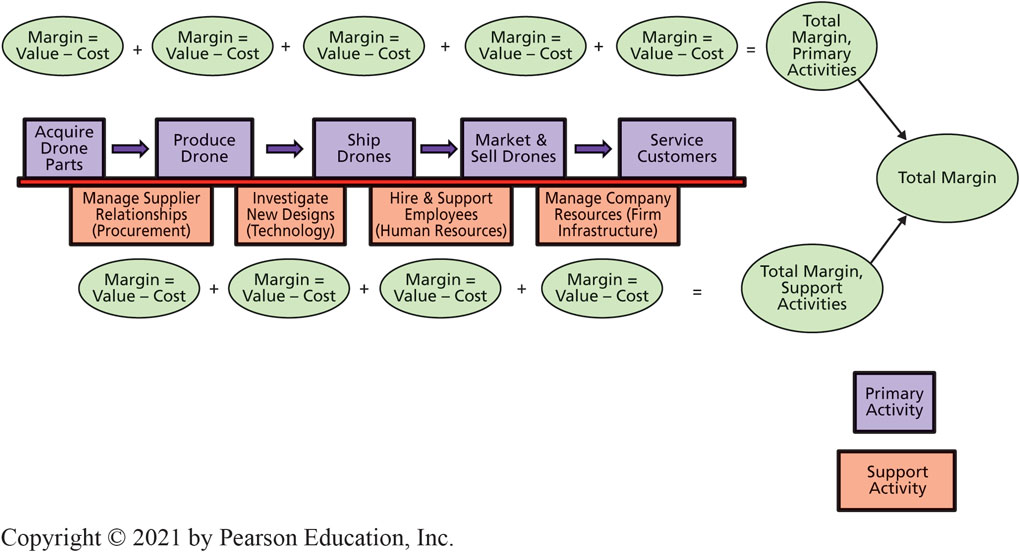 Margin =
Value – Cost
+
Margin =
Value – Cost
+
Margin =
Value – Cost
+
Margin =
Value – Cost
+
Margin =
Value – Cost
=
Total
Margin,
Primary
Activities
Acquire
Drone
Parts
Produce
Drone
Ship
Drones
Market &
Sell Drones
Service
Customers
Total Margin
Manage Supplier
Relationships
(Procurement)
Investigate
New Designs
(Technology)
Hire & Support
Employees
(Human Resources)
Manage Company
Resources (Firm
Infrastructure)
Margin =
Value – Cost
+
Margin =
Value – Cost
+
Margin =
Value – Cost
+
Margin =
Value – Cost
=
Total Margin,
Support
Activities
Primary
Activity
Support
Activity
Copyright © 2021 by Pearson Education, Inc.